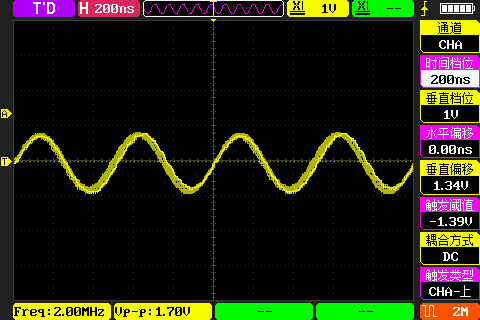 T'D H 200ns X1 1V X1 --
通道
CHA
时间档位
200ns
垂直档位
1V
水平偏移
0.00ns
垂直偏移
1.34V
触发阈值
-1.39V
耦合方式
DC
触发类型
CHA-上
A
T
Freq:2.00MHz Vp-p:1.70V -- -- 2M